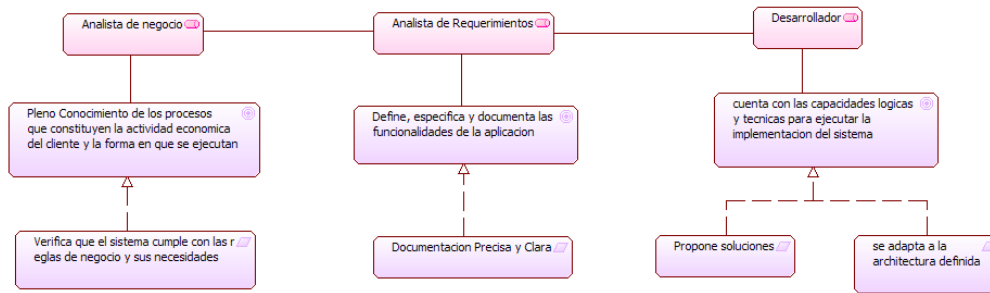 Analista de negocio
Analista de Requerimientos
Desarrollador
Pleno Conocimiento de los procesos
que constituyen la actividad economica
del cliente y la forma en que se ejecutan
Define, especifica y documenta las
funcionalidades de la aplicacion
cuenta con las capacidades logicas
y tecnicas para ejecutar la
implementacion del sistema
Verifica que el sistema cumple con las r
eglas de negocio y sus necesidades
Documentacion Precisa y Clara
Propone soluciones
se adapta a la
architectura definida